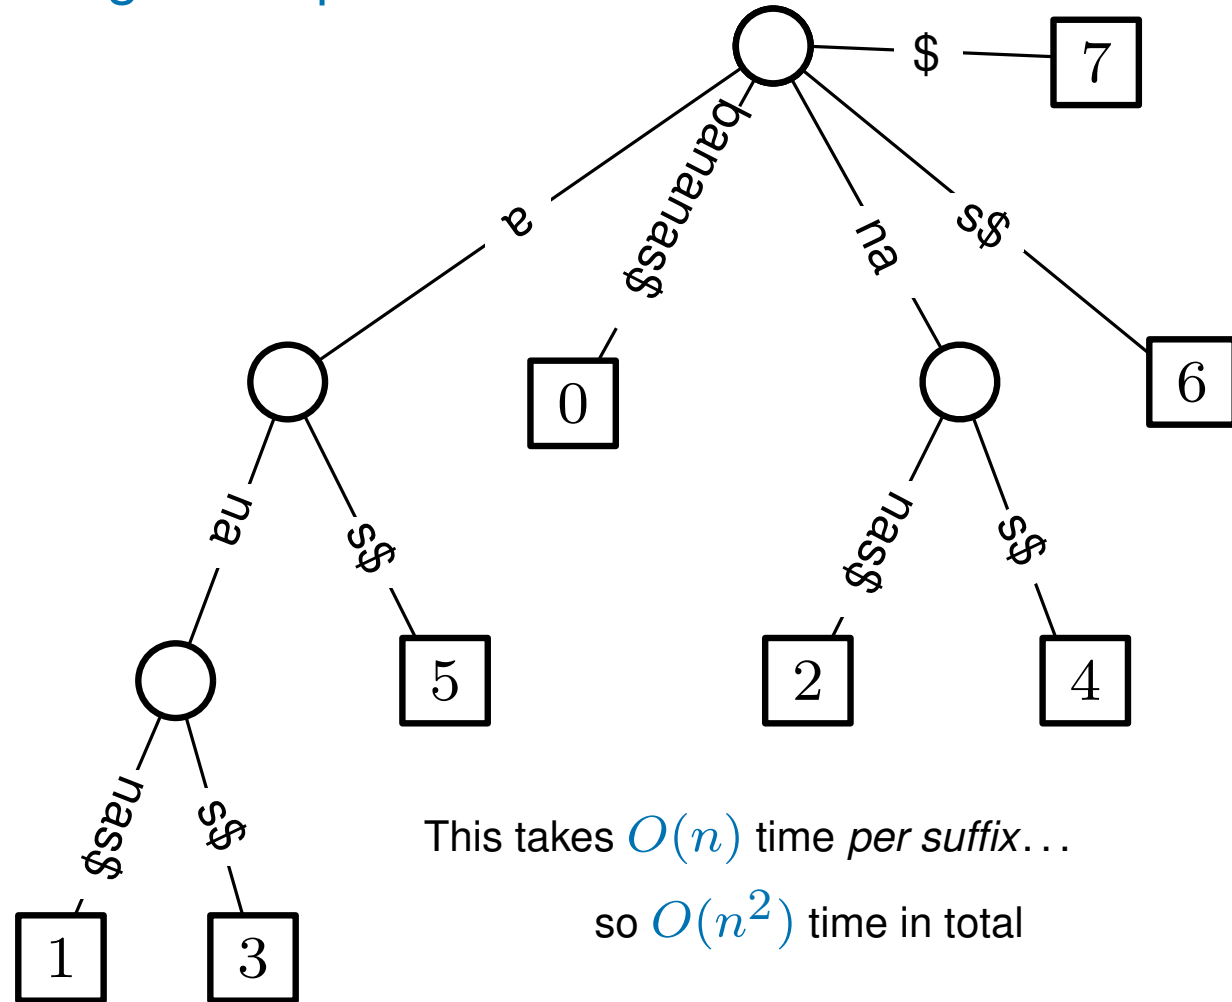 $
7
bananas$
a
na
s$
0
6
na
s$
nas$
s$
5
2
4
nas$
s$
This takes O(n) time per suffix…
so O(n²) time in total
1
3